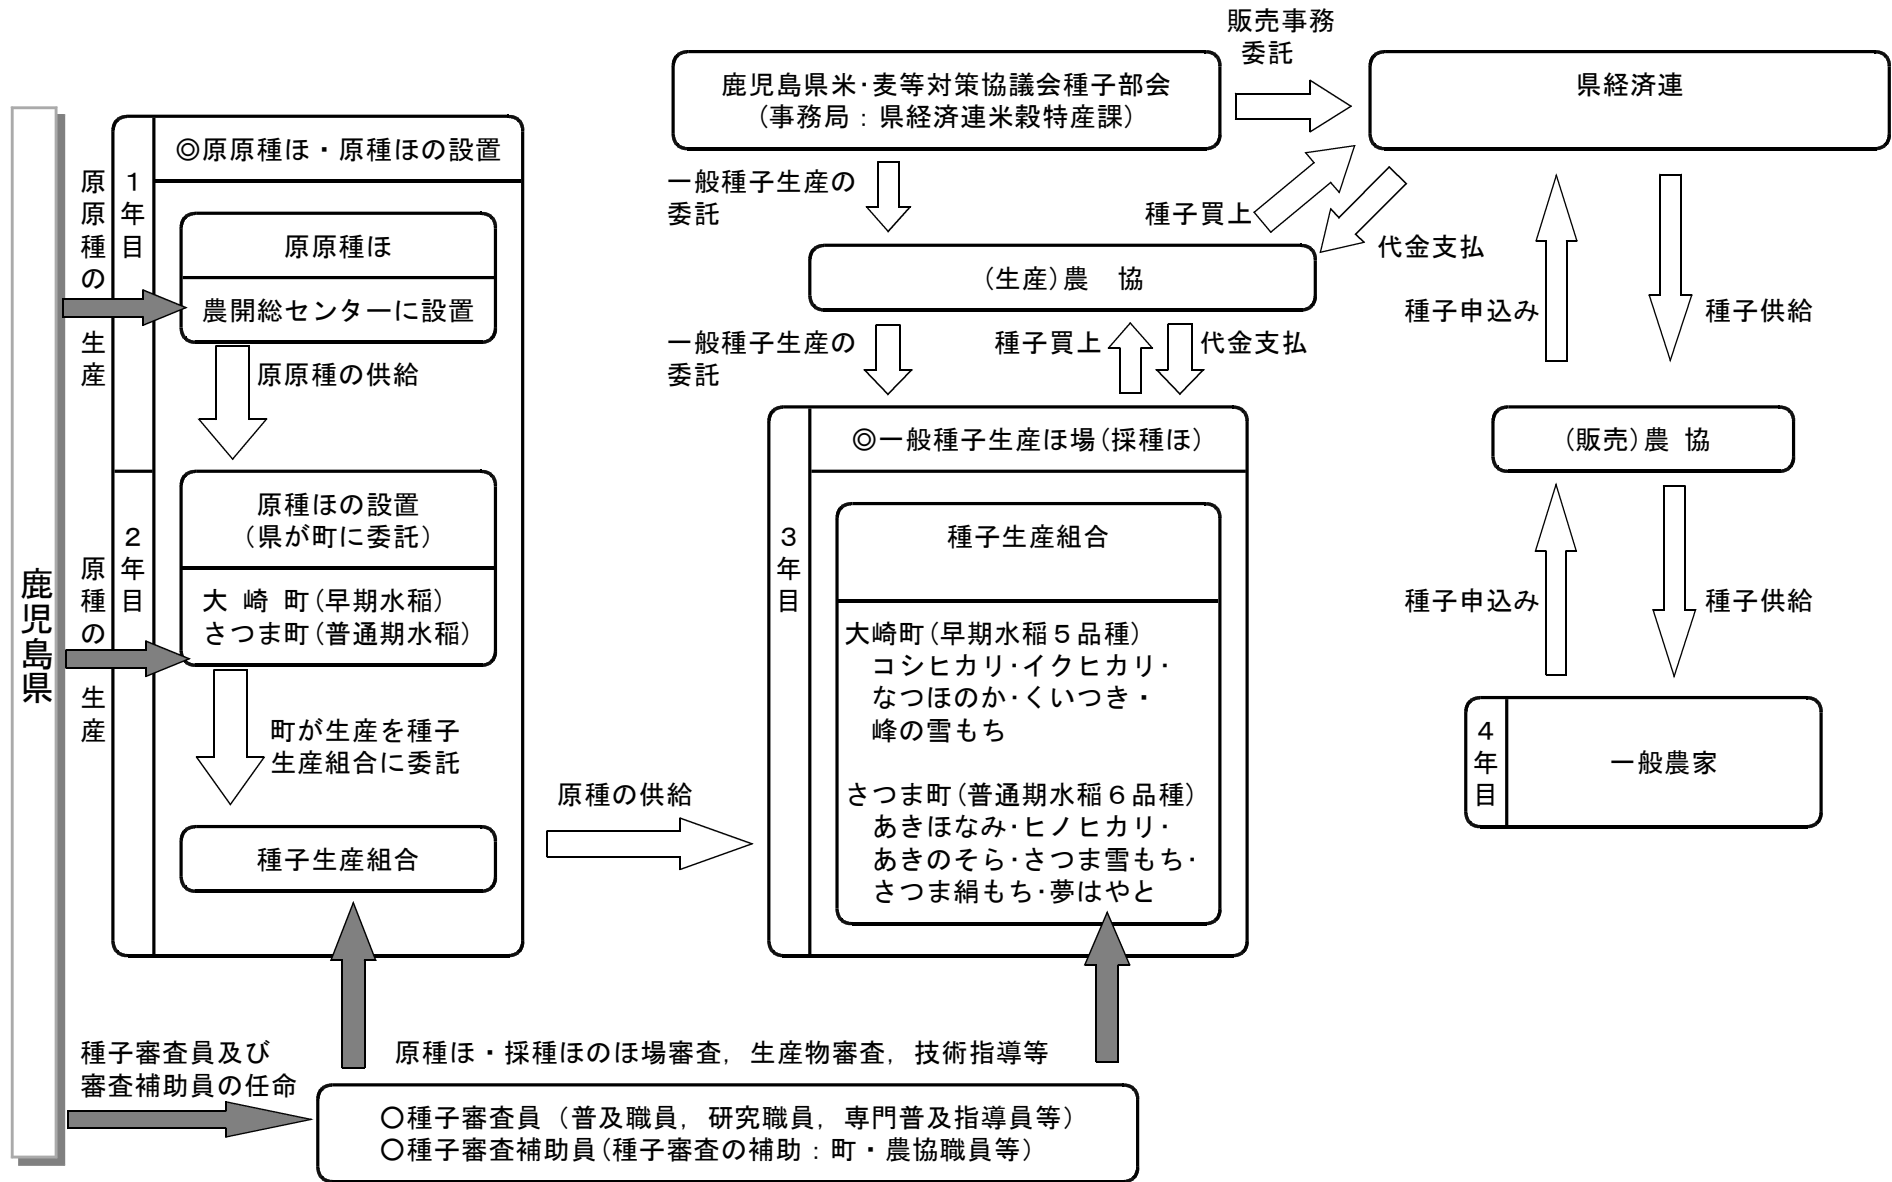 鹿児島県
原原種の生産
原種の生産
1年目
◎原原種ほ・原種ほの設置
原原種ほ
農開総センターに設置
原原種の供給
2年目
原種ほの設置
(県が町に委託)
大 崎 町(早期水稲)
さつま町(普通期水稲)
町が生産を種子
生産組合に委託
種子生産組合
原種の供給
鹿児島県米・麦等対策協議会種子部会
(事務局：県経済連米穀特産課)
販売事務
委託
県経済連
一般種子生産の
委託
種子買上
代金支払
(生産)農　協
一般種子生産の
委託
種子買上
代金支払
3年目
◎一般種子生産ほ場(採種ほ)
種子生産組合
大崎町(早期水稲５品種)
コシヒカリ・イクヒカリ・
なつほのか・くいつき・
峰の雪もち
さつま町(普通期水稲６品種)
あきほなみ・ヒノヒカリ・
あきのそら・さつま雪もち・
さつま絹もち・夢はやと
種子申込み
種子供給
(販売)農 協
種子申込み
種子供給
4年目
一般農家
種子審査員及び
審査補助員の任命
原種ほ・採種ほのほ場審査，生産物審査，技術指導等
○種子審査員（普及職員，研究職員，専門普及指導員等）
○種子審査補助員(種子審査の補助：町・農協職員等)